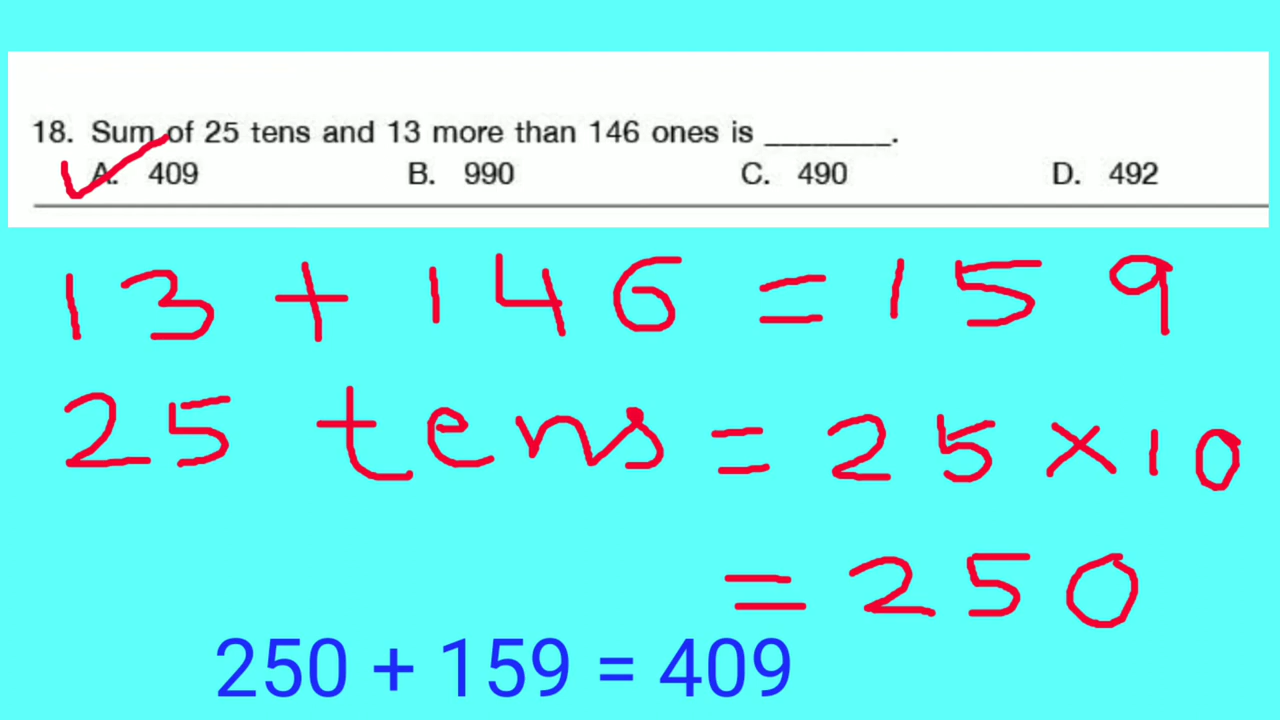 18. Sum of 25 tens and 13 more than 146 ones is ________.
A. 409 B. 990 C. 490 D. 492
13 + 146 = 159
25 tens = 25 × 10
= 250
250 + 159 = 409